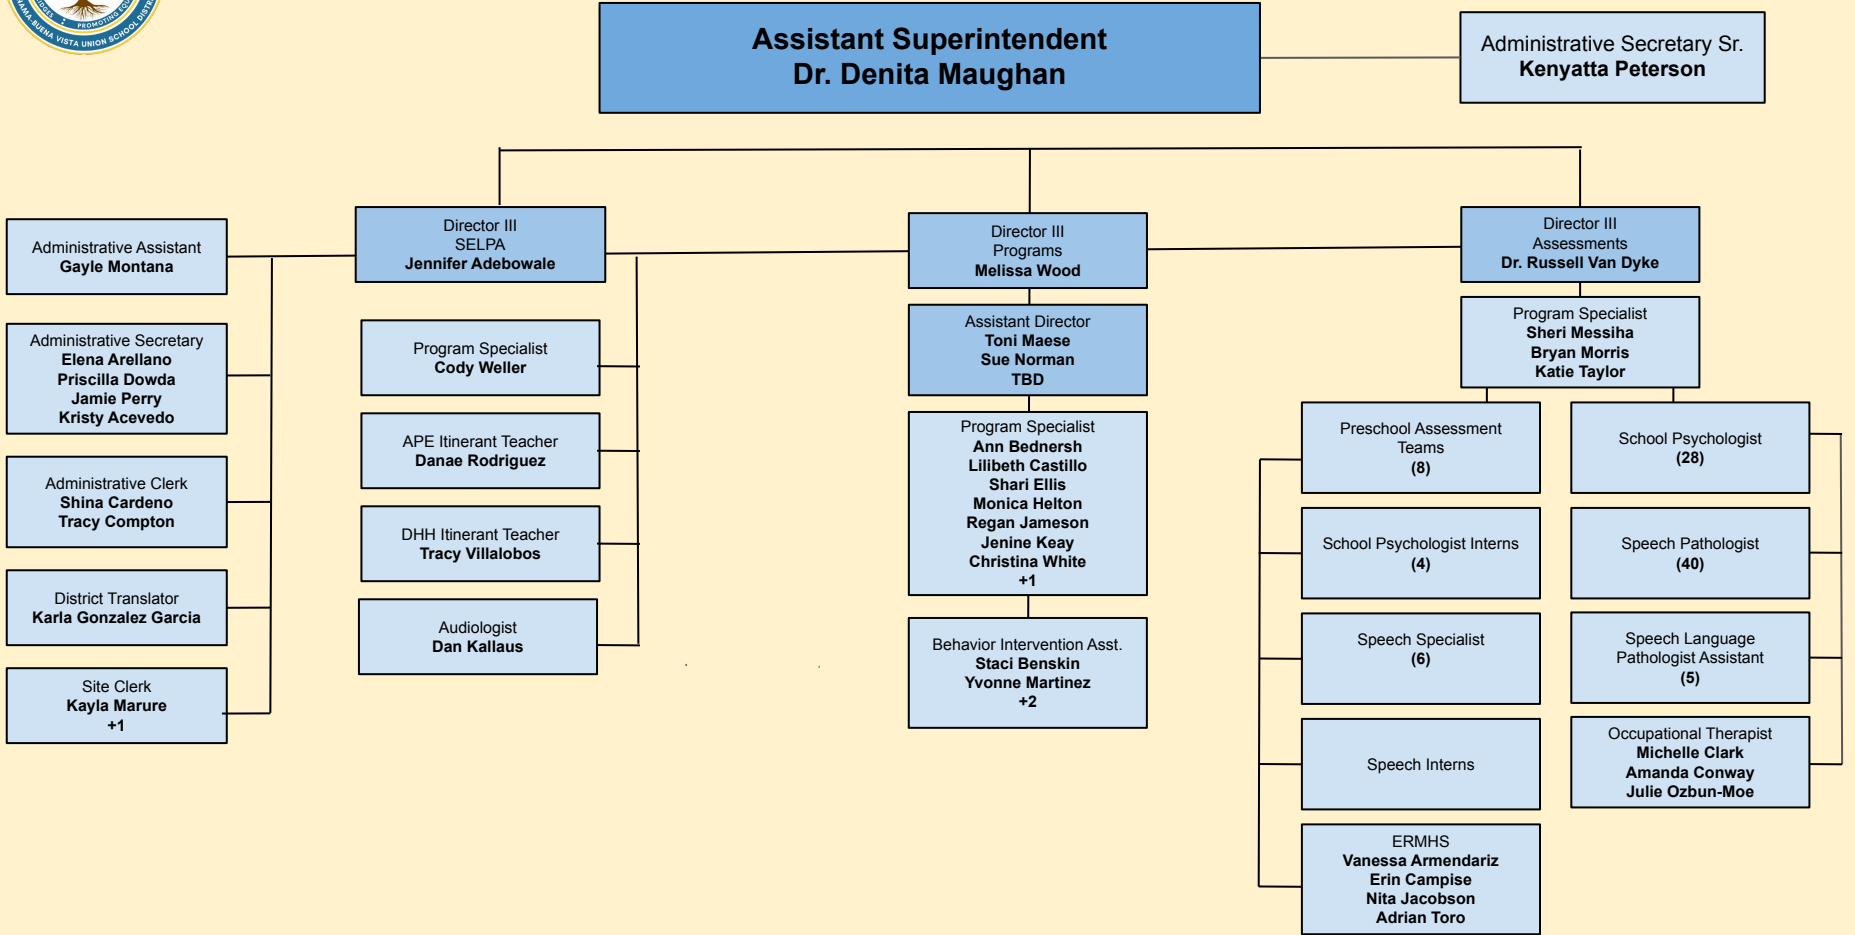 HAMA-BUENA VISTA UNION SCHOOL DISTR
PROMOTING
Assistant Superintendent
Dr. Denita Maughan
Administrative Secretary Sr.
Kenyatta Peterson
Administrative Assistant
Gayle Montana
Administrative Secretary
Elena Arellano
Priscilla Dowda
Jamie Perry
Kristy Acevedo
Administrative Clerk
Shina Cardeno
Tracy Compton
District Translator
Karla Gonzalez Garcia
Site Clerk
Kayla Marure
+1
Director III
SELPA
Jennifer Adebowale
Program Specialist
Cody Weller
APE Itinerant Teacher
Danae Rodriguez
DHH Itinerant Teacher
Tracy Villalobos
Audiologist
Dan Kallaus
Director III
Programs
Melissa Wood
Assistant Director
Toni Maese
Sue Norman
TBD
Program Specialist
Ann Bednersh
Lilibeth Castillo
Shari Ellis
Monica Helton
Regan Jameson
Jenine Keay
Christina White
+1
Behavior Intervention Asst.
Staci Benskin
Yvonne Martinez
+2
Director III
Assessments
Dr. Russell Van Dyke
Program Specialist
Sheri Messiha
Bryan Morris
Katie Taylor
Preschool Assessment
Teams
(8)
School Psychologist Interns
(4)
Speech Specialist
(6)
Speech Interns
ERMHS
Vanessa Armendariz
Erin Campise
Nita Jacobson
Adrian Toro
School Psychologist
(28)
Speech Pathologist
(40)
Speech Language
Pathologist Assistant
(5)
Occupational Therapist
Michelle Clark
Amanda Conway
Julie Ozbun-Moe